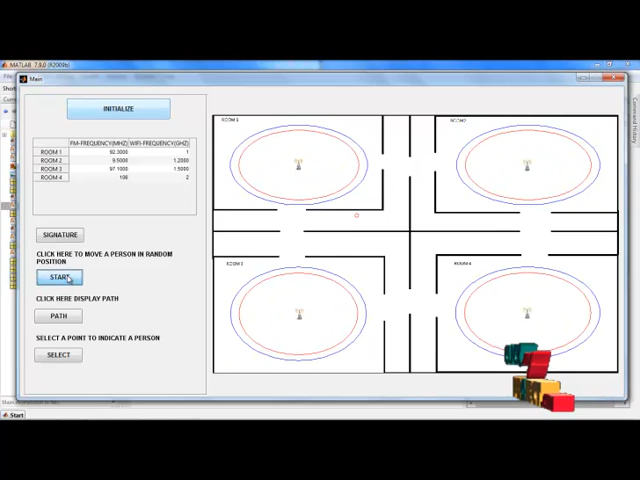 MATLAB 7.9.0 (R2009b)
Main
INITIALIZE
FM-FREQUENCY(MHZ) WIFI-FREQUENCY(GHZ)
ROOM 1 92.3000 1
ROOM 2 9.5000 1.2000
ROOM 3 97.1000 1.5000
ROOM 4 108 2
SIGNATURE
CLICK HERE TO MOVE A PERSON IN RANDOM
POSITION
START
CLICK HERE DISPLAY PATH
PATH
SELECT A POINT TO INDICATE A PERSON
SELECT
ROOM 1
ROOM 2
ROOM 3
ROOM 4
Command History
Start